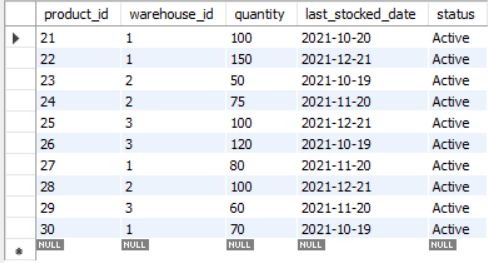 product_id warehouse_id quantity last_stocked_date status
21 1 100 2021-10-20 Active
22 1 150 2021-12-21 Active
23 2 50 2021-10-19 Active
24 2 75 2021-11-20 Active
25 3 100 2021-12-21 Active
26 3 120 2021-10-19 Active
27 1 80 2021-11-20 Active
28 2 100 2021-12-21 Active
29 3 60 2021-11-20 Active
30 1 70 2021-10-19 Active
NULL NULL NULL NULL NULL